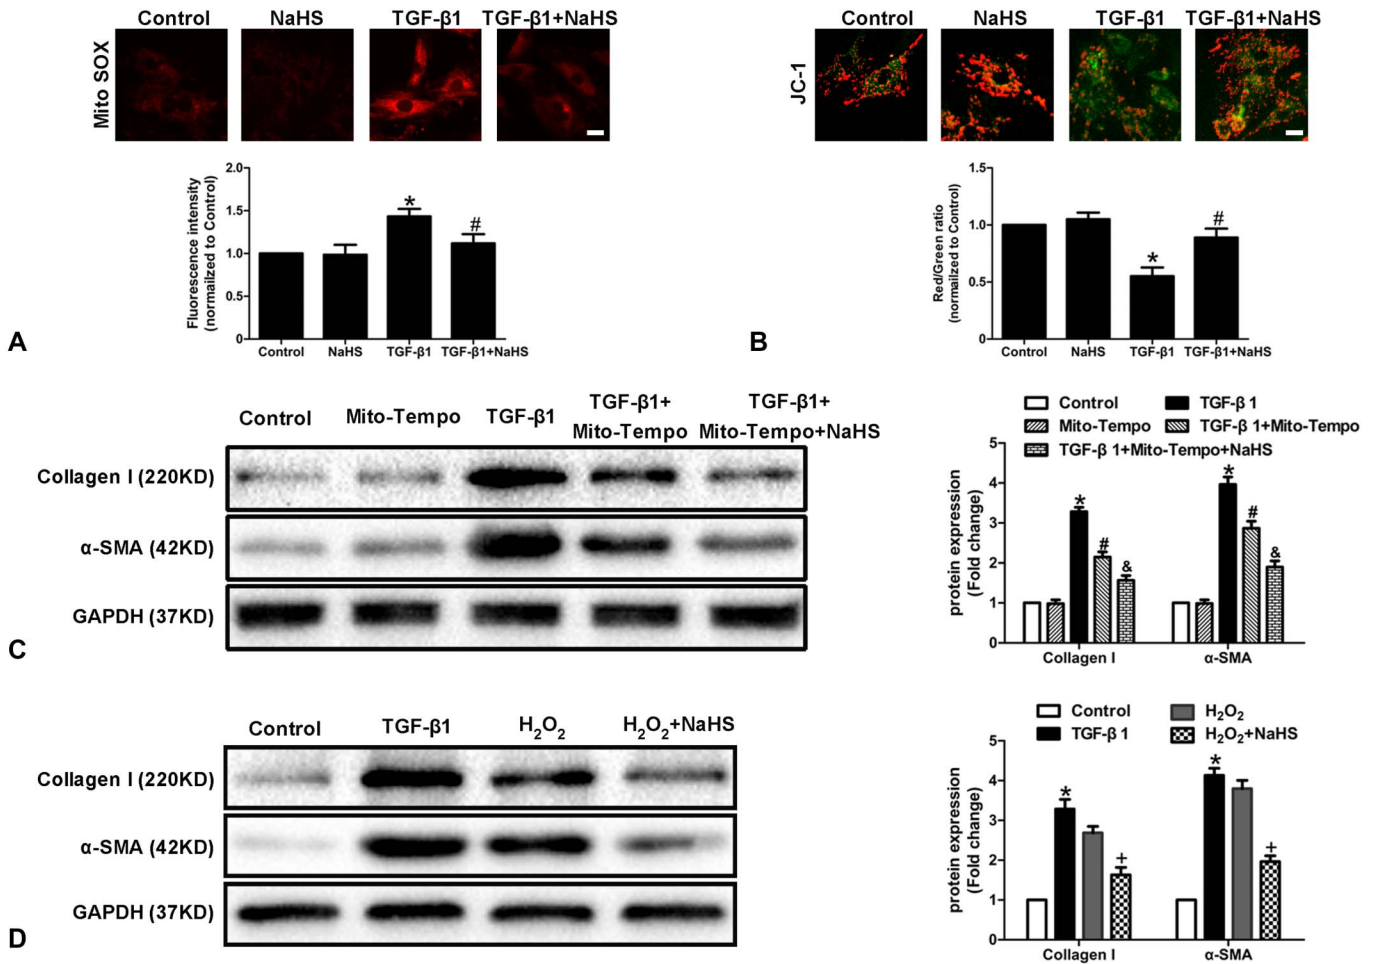 Control NaHS TGF-β1 TGF-β1+NaHS
Mito SOX
2.0
1.5
1.0
0.5
0
Fluorescence intensity
(normailzed to Control)
*
#
Control NaHS TGF-β1 TGF-β1+NaHS
A
Control NaHS TGF-β1 TGF-β1+NaHS
JC-1
1.5
1.0
0.5
0
Red/Green ratio
(normailzed to Control)
*
#
Control NaHS TGF-β1 TGF-β1+NaHS
B
Control Mito-Tempo TGF-β1 TGF-β1+ Mito-Tempo TGF-β1+ Mito-Tempo+NaHS
Collagen I (220KD)
α-SMA (42KD)
GAPDH (37KD)
C
Control TGF-β 1
Mito-Tempo TGF-β 1+Mito-Tempo
TGF-β 1+Mito-Tempo+NaHS
5
4
3
2
1
0
protein expression
(Fold change)
* # & * # &
Collagen I α-SMA
Control TGF-β1 H₂O₂ H₂O₂+NaHS
Collagen I (220KD)
α-SMA (42KD)
GAPDH (37KD)
D
Control H₂O₂
TGF-β 1 H₂O₂+NaHS
5
4
3
2
1
0
protein expression
(Fold change)
* + * +
Collagen I α-SMA